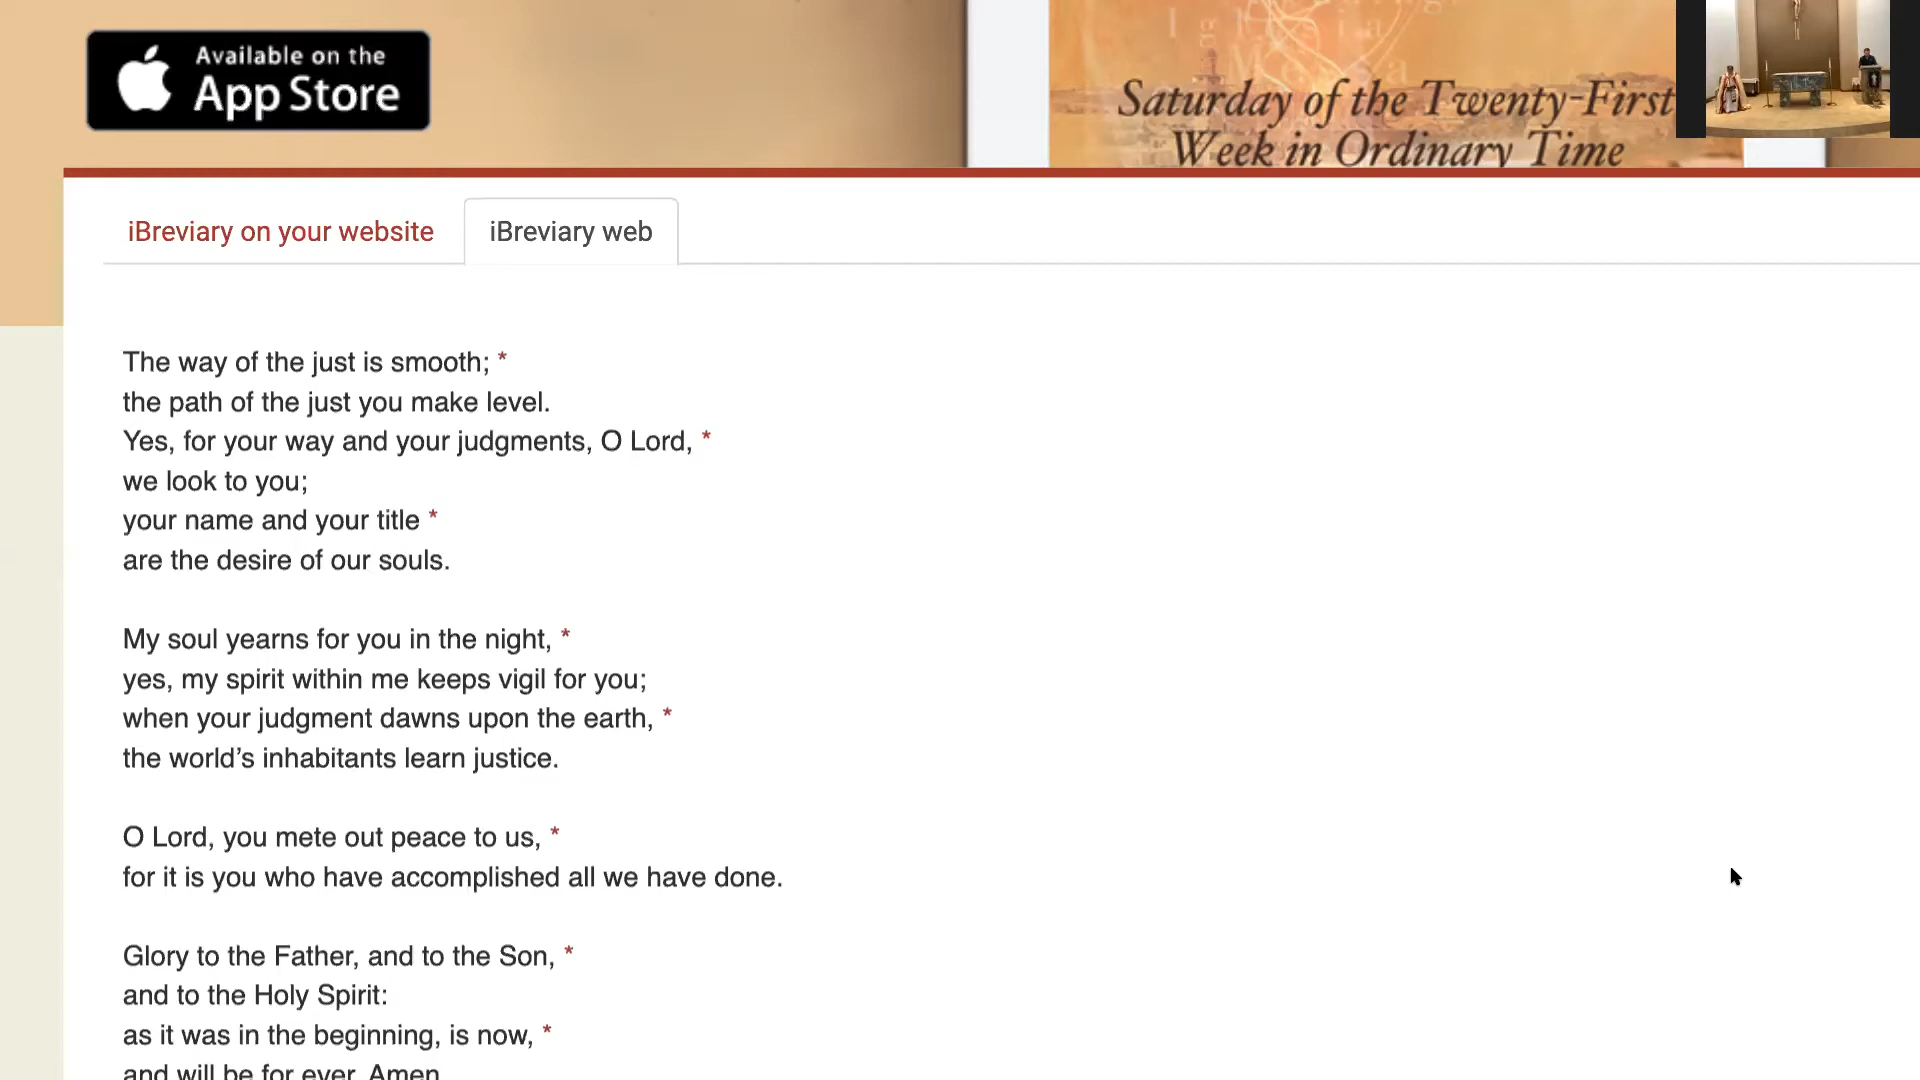 Available on the
App Store
Saturday of the Twenty-First
Week in Ordinary Time
iBreviary on your website
iBreviary web
The way of the just is smooth; *
the path of the just you make level.
Yes, for your way and your judgments, O Lord, *
we look to you;
your name and your title *
are the desire of our souls.
My soul yearns for you in the night, *
yes, my spirit within me keeps vigil for you;
when your judgment dawns upon the earth, *
the world’s inhabitants learn justice.
O Lord, you mete out peace to us, *
for it is you who have accomplished all we have done.
Glory to the Father, and to the Son, *
and to the Holy Spirit:
as it was in the beginning, is now, *
and will be for ever. Amen.